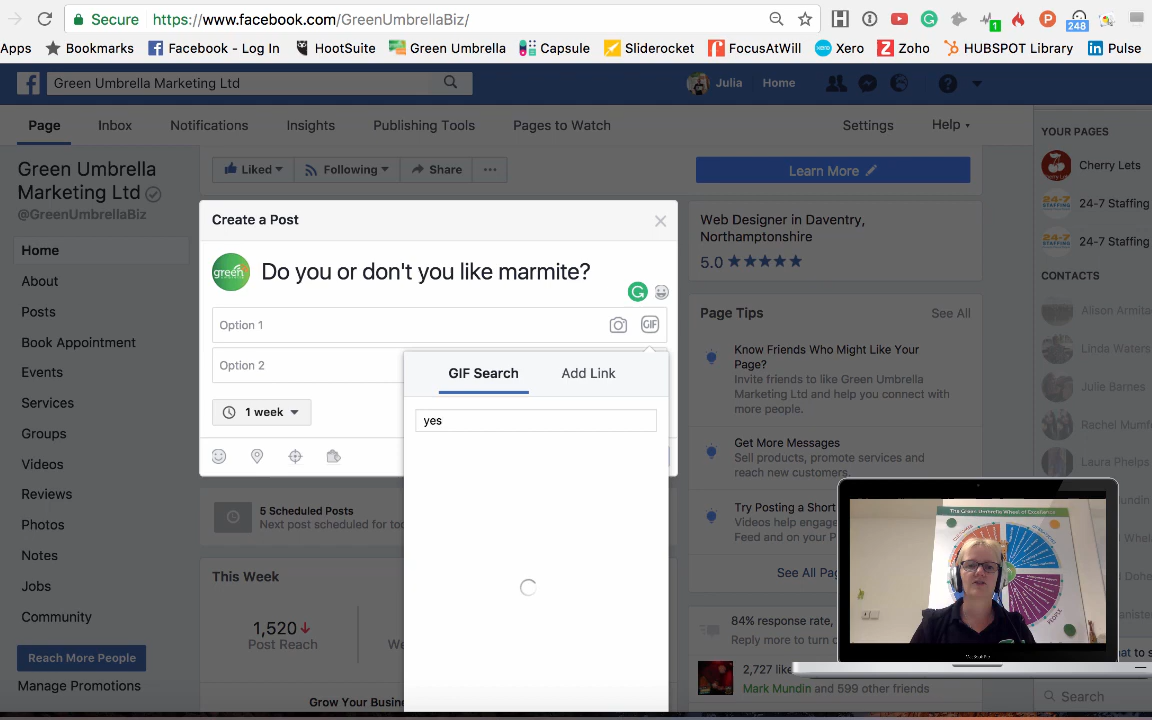 Secure
https://www.facebook.com/GreenUmbrellaBiz/
1
248
Apps
Bookmarks
Facebook - Log In
HootSuite
Green Umbrella
Capsule
Sliderocket
FocusAtWill
Xero
Zoho
HUBSPOT Library
Pulse
Green Umbrella Marketing Ltd
Julia
Home
Page
Inbox
Notifications
Insights
Publishing Tools
Pages to Watch
Settings
Help
Green Umbrella
Marketing Ltd
@GreenUmbrellaBiz
Home
About
Posts
Book Appointment
Events
Services
Groups
Videos
Reviews
Photos
Notes
Jobs
Community
Reach More People
Manage Promotions
Liked
Following
Share
Learn More
Create a Post
green
Do you or don't you like marmite?
Option 1
GIF
Option 2
1 week
GIF Search
Add Link
yes
5 Scheduled Posts
Next post scheduled for
This Week
1,520
Post Reach
We
Grow Your
Web Designer in Daventry,
Northamptonshire
5.0
Page Tips
See All
Know Friends Who Might Like Your
Page?
Invite friends to like Green Umbrella
Marketing Ltd and help you connect with
more people.
Get More Messages
Sell products, promote services and
reach new customers.
Try Posting a Short
Videos help engage
Feed and on your P
See All Pag
84% response rate,
Reply more to turn
2,727 like
Mark Mundin and 599 other friends
YOUR PAGES
Cherry Lets
24-7 Staffing
24-7 Staffing
CONTACTS
Alison Armita
Linda Waters
Julie Barnes
Rachel Mumf
Laura Phelps
The Green Umbrella Wheel of Excellence
PEOPLE
Search